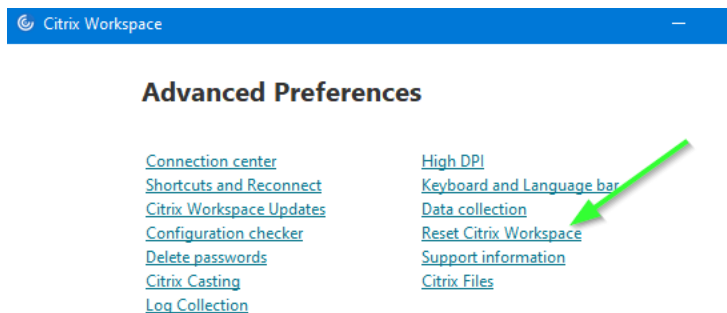 Citrix Workspace
Advanced Preferences
Connection center
Shortcuts and Reconnect
Citrix Workspace Updates
Configuration checker
Delete passwords
Citrix Casting
Log Collection
High DPI
Keyboard and Language bar
Data collection
Reset Citrix Workspace
Support information
Citrix Files